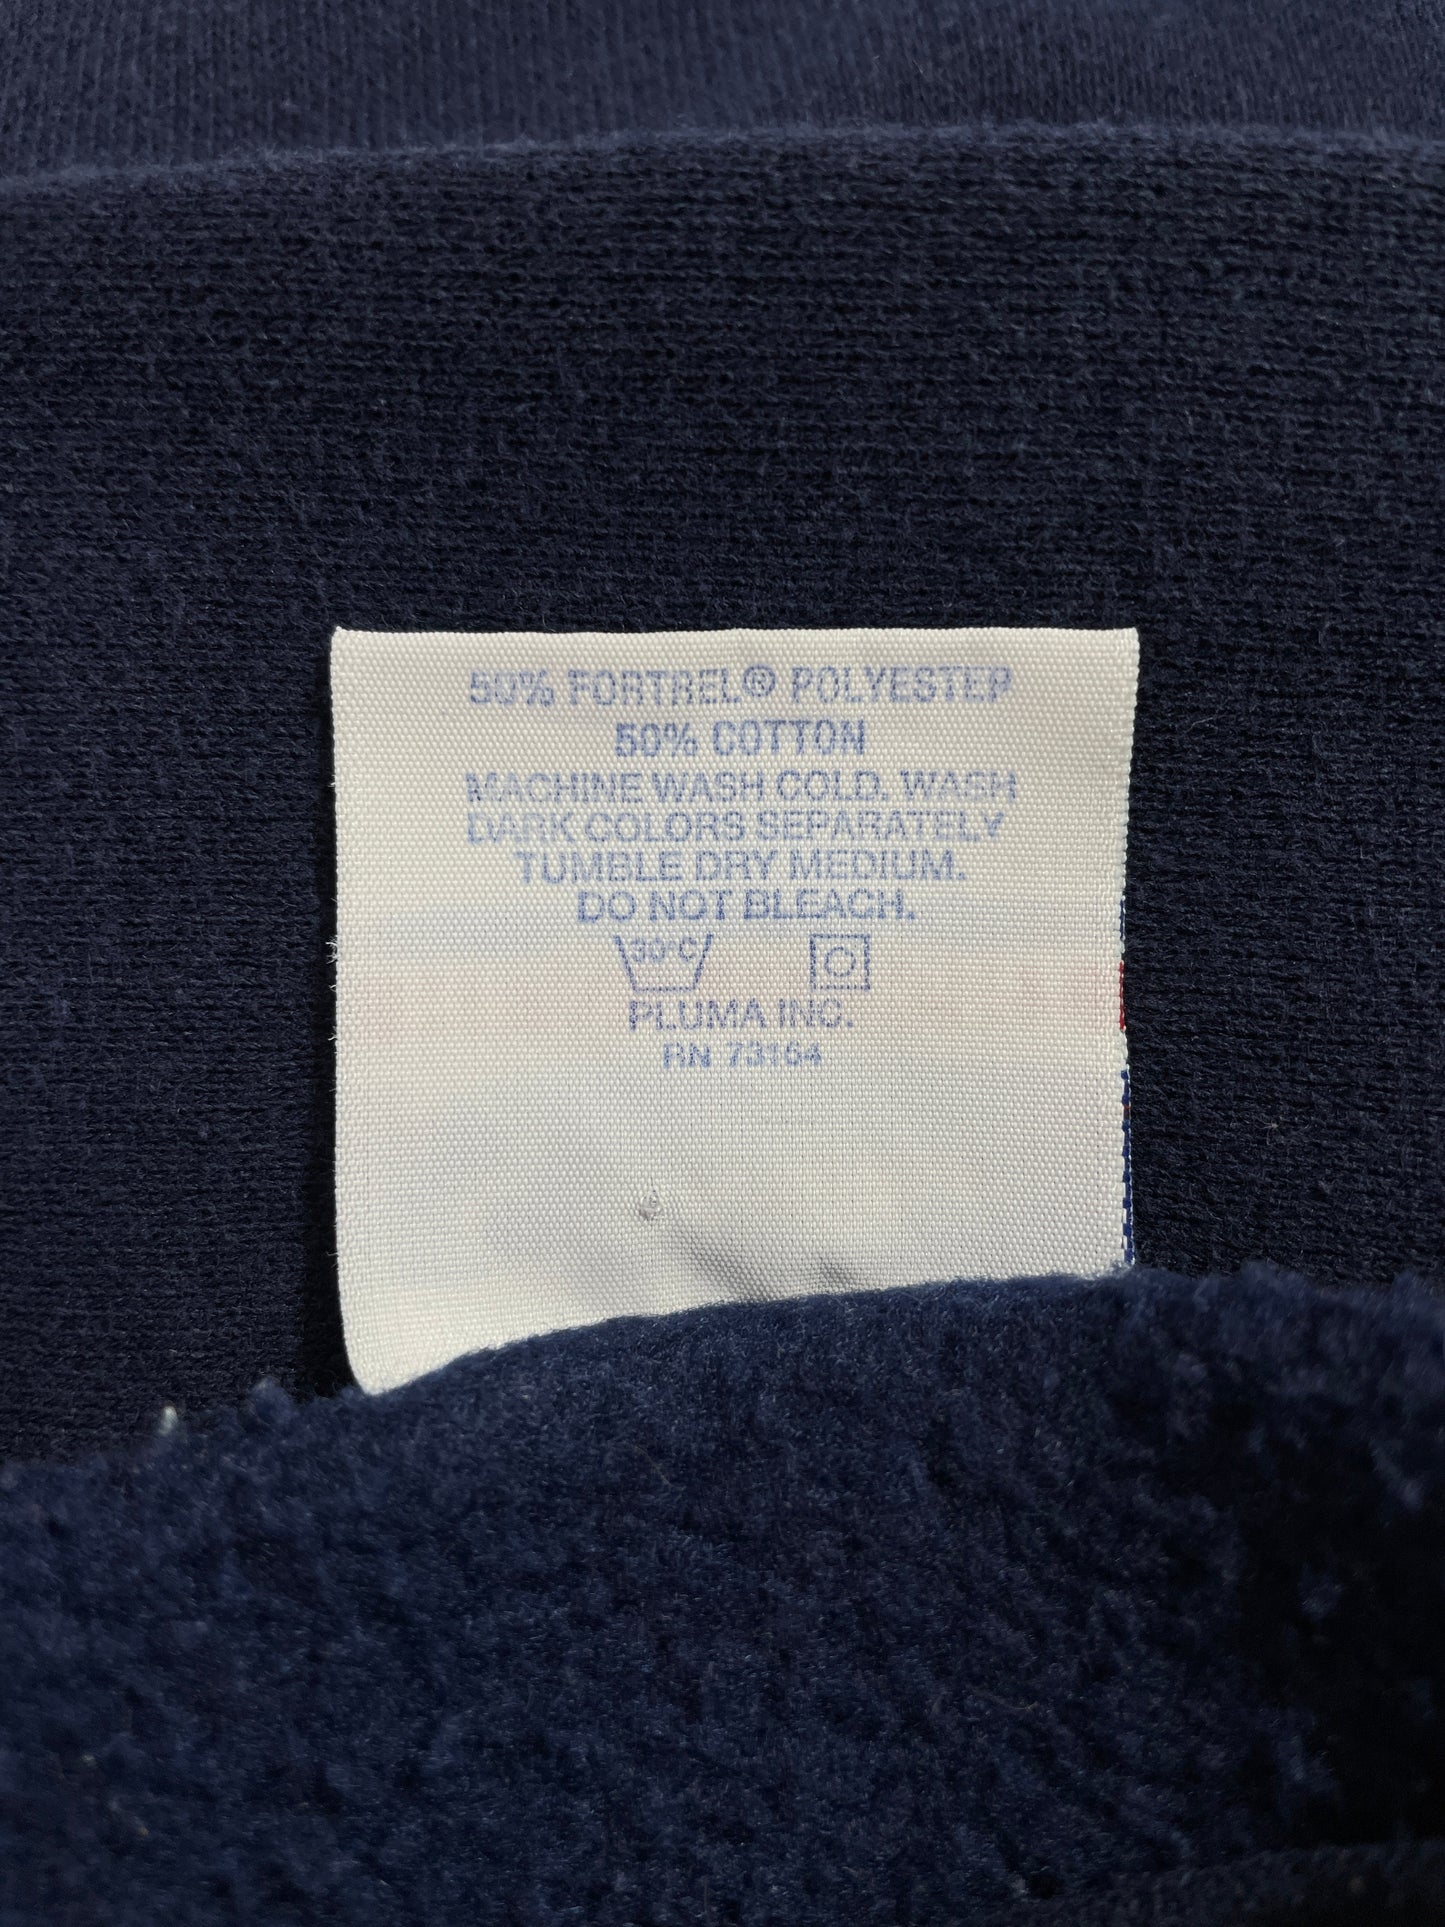 50% FORTREL® POLYESTER
50% COTTON
MACHINE WASH COLD. WASH
DARK COLORS SEPARATELY
TUMBLE DRY MEDIUM.
DO NOT BLEACH.
30°C
PLUMA INC.
RN 73164